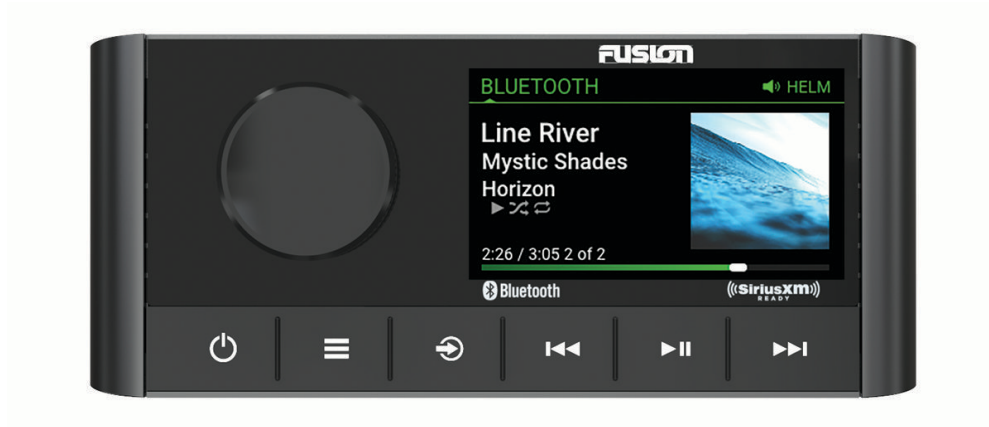 FUSION
BLUETOOTH
HELM
Line River
Mystic Shades
Horizon
2:26 / 3:05 2 of 2
Bluetooth
((SiriusXM))
READY